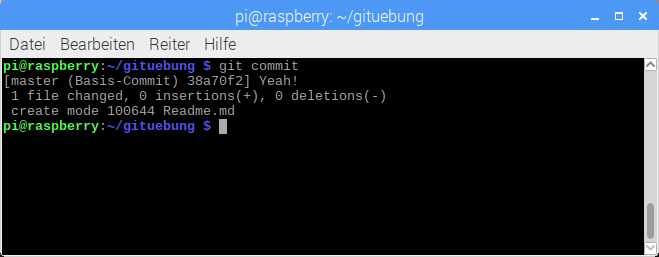 pi@raspberry: ~/gituebung
Datei Bearbeiten Reiter Hilfe
pi@raspberry:~/gituebung $ git commit
[master (Basis-Commit) 38a70f2] Yeah!
 1 file changed, 0 insertions(+), 0 deletions(-)
 create mode 100644 Readme.md
pi@raspberry:~/gituebung $